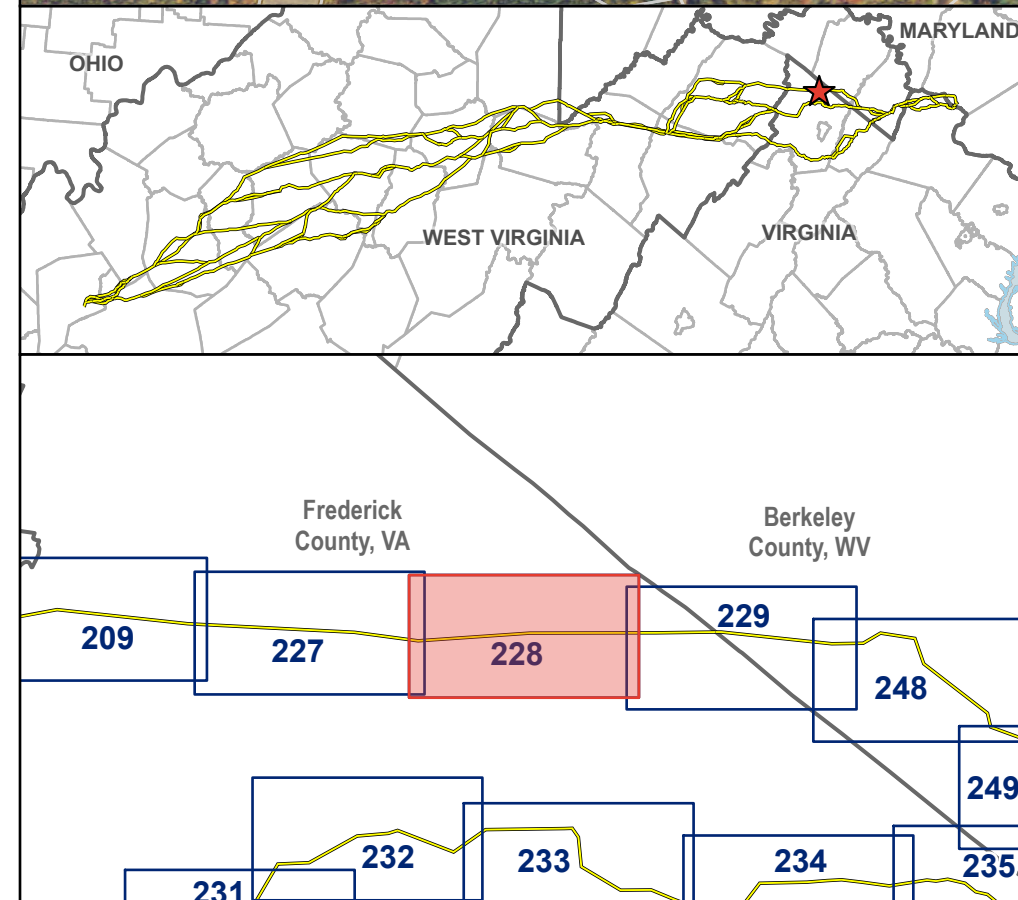 MARYLAND
OHIO
WEST VIRGINIA
VIRGINIA
Frederick
County, VA
Berkeley
County, WV
209
227
228
229
248
249
232
233
234
235
231